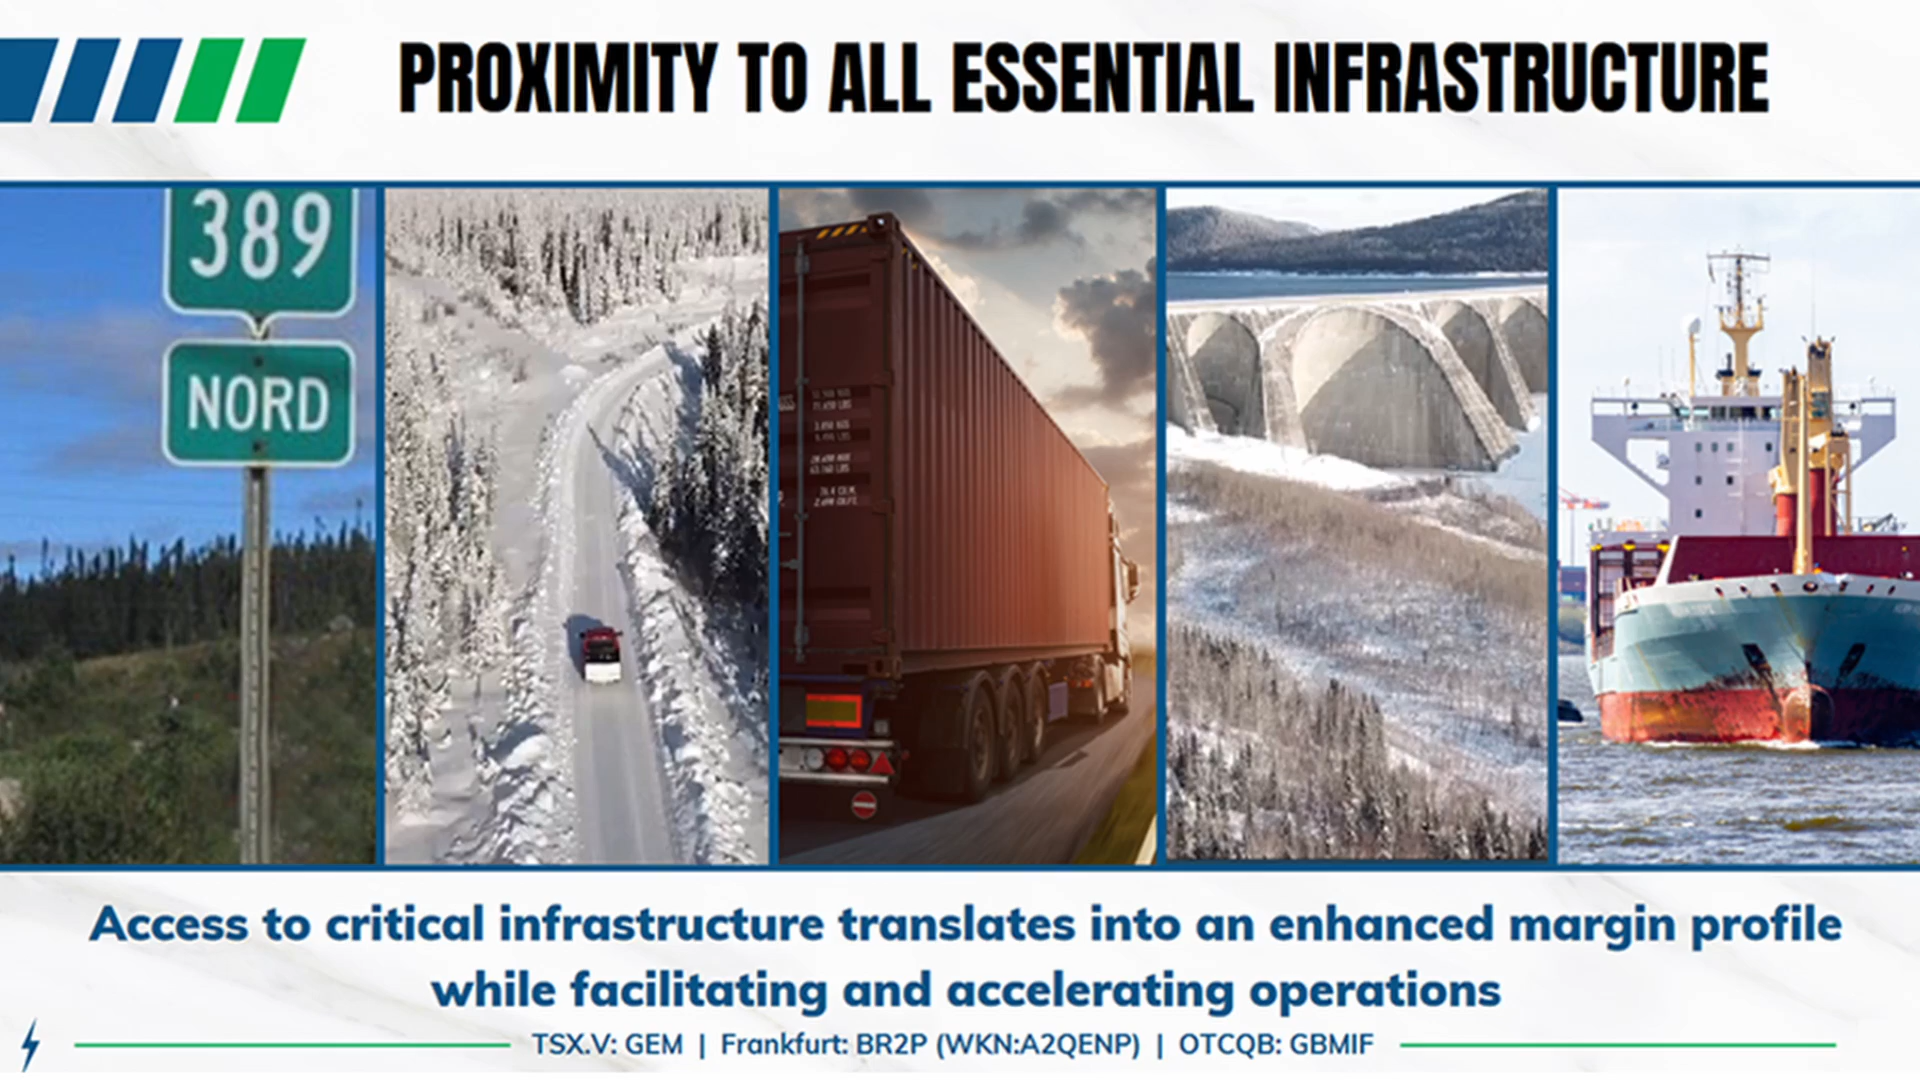 PROXIMITY TO ALL ESSENTIAL INFRASTRUCTURE
389
NORD
Access to critical infrastructure translates into an enhanced margin profile
while facilitating and accelerating operations
TSX.V: GEM | Frankfurt: BR2P (WKN:A2QENP) | OTCQB: GBMIF